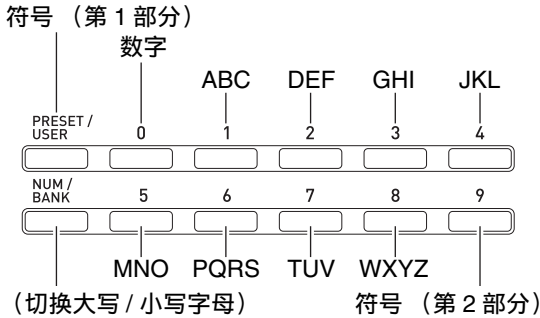 符号 （第 1 部分）
数字
ABC DEF GHI JKL
PRESET /
USER 0 1 2 3 4
NUM /
BANK 5 6 7 8 9
MNO PQRS TUV WXYZ
（切换大写 / 小写字母） 符号 （第 2 部分）